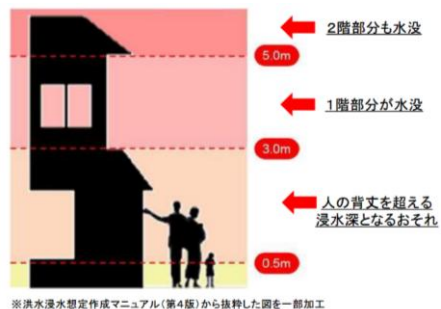 2階部分も水没
5.0m
1階部分が水没
3.0m
人の背丈を超える
浸水深となるおそれ
0.5m
※洪水浸水想定作成マニュアル(第4版)から抜粋した図を一部加工